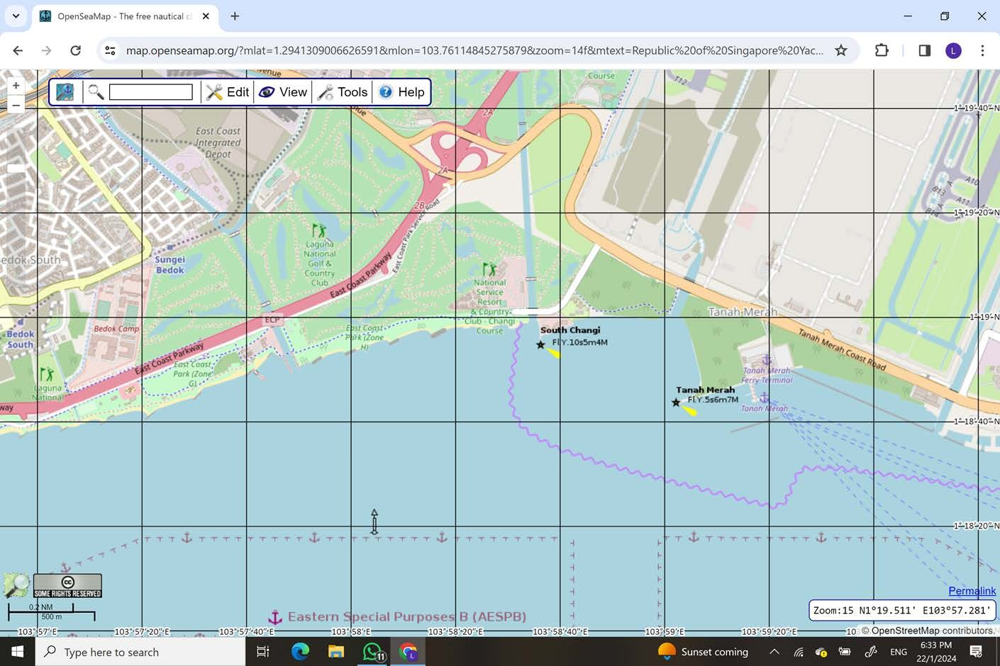 OpenSeaMap - The free nautical c
map.openseamap.org/?mlat=1.2941309006626591&mlon=103.76114845275879&zoom=14f&mtext=Republic%20of%20Singapore%20Yac...
L
Edit
View
Tools
Help
Course
T12
2A
1°19'40"N
East Coast
Integrated
Depot
2A
A10
B13
A11
B14
2B
East Coast Park Service Road
1°19'20"N
edok South
Sungei
Bedok
Laguna
National
Golf &
Country
Club
East Coast Parkway
National
Service
Resort
& Country
Club - Changi
Course
ECP
Tanah Merah
1°19'N
Bedok
South
Bedok Camp
East Coast
Park (Zone
H)
South Changi
Fl.Y.10s5m4M
Tanah Merah Coast Road
East Coast Parkway
East Coast
Park (Zone
G)
Laguna
National
Tanah Merah
Ferry Terminal
Tanah Merah
Tanah Merah
Fl.Y.5s6m7M
way
1°18'40"N
1°18'20"N
CC
SOME RIGHTS RESERVED
Permalink
0.2 NM
500 m
Zoom:15 N1°19.511' E103°57.281'
Eastern Special Purposes B (AESPB)
103°57'E
103°57'20"E
103°57'40"E
103°58'E
103°58'20"E
103°58'40"E
103°59'E
103°59'20"E
© OpenStreetMap contributors.
Type here to search
11
L
Sunset coming
ENG
6:33 PM
22/1/2024